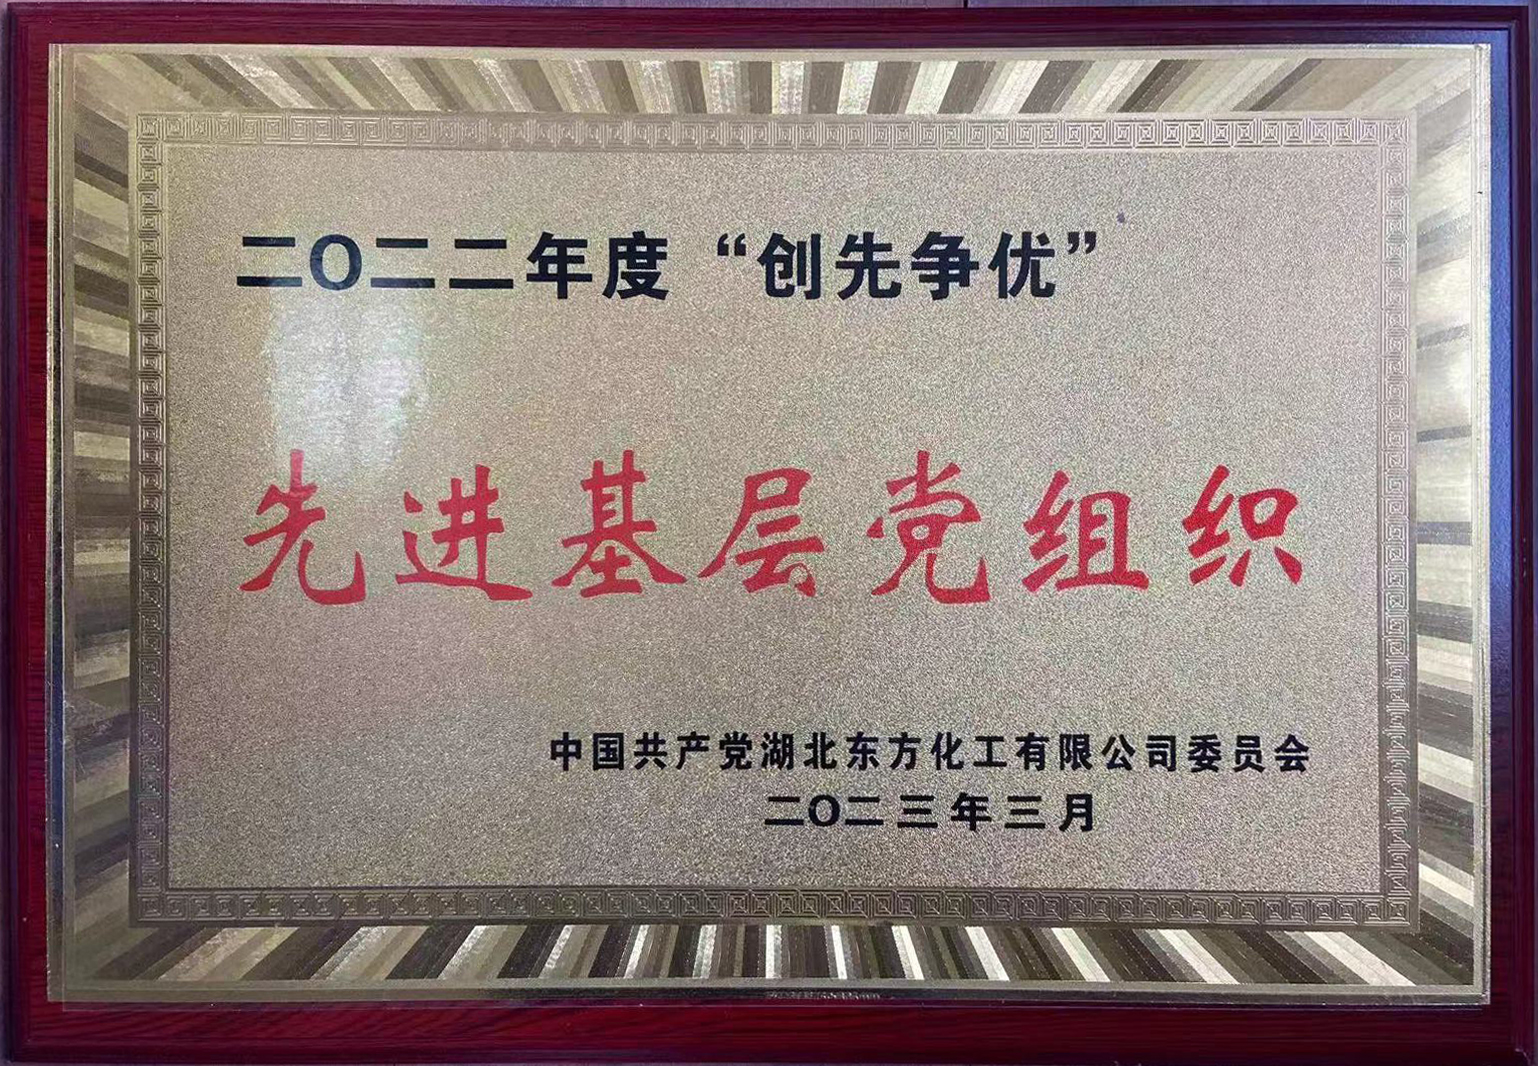 二〇二二年度“创先争优”
先进基层党组织
中国共产党湖北东方化工有限公司委员会
二〇二三年三月